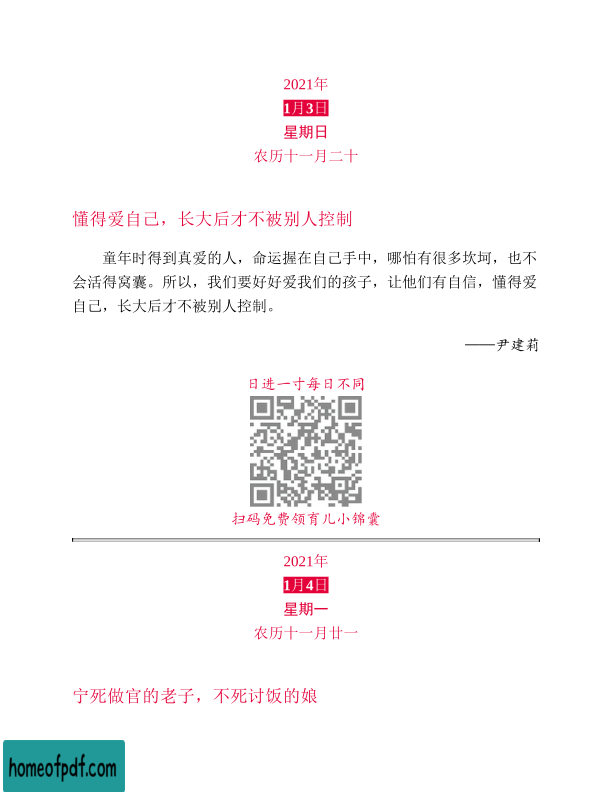 2021年
1月3日
星期日
农历十一月二十
懂得爱自己，长大后才不被别人控制
童年时得到真爱的人，命运握在自己手中，哪怕有很多坎坷，也不
会活得窝囊。所以，我们要好好爱我们的孩子，让他们有自信，懂得爱
自己，长大后才不被别人控制。
——尹建莉
日进一寸每日不同
扫码免费领育儿小锦囊
2021年
1月4日
星期一
农历十一月廿一
宁死做官的老子，不死讨饭的娘
homeofpdf.com